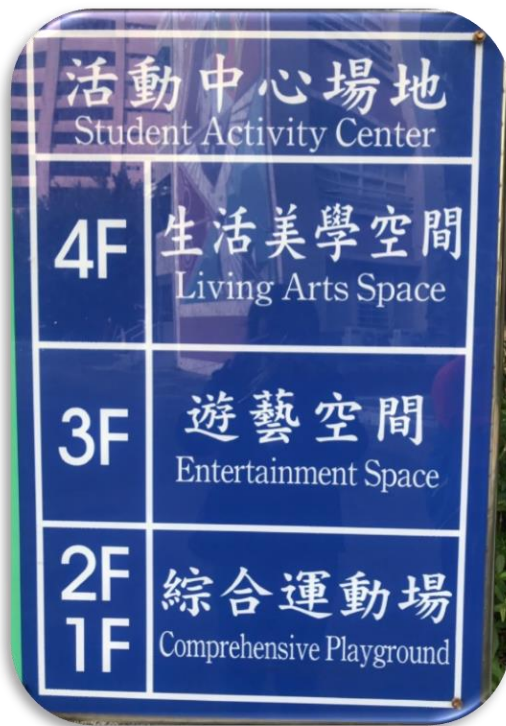 活動中心場地
Student Activity Center
4F
生活美學空間
Living Arts Space
3F
遊藝空間
Entertainment Space
2F
1F
綜合運動場
Comprehensive Playground